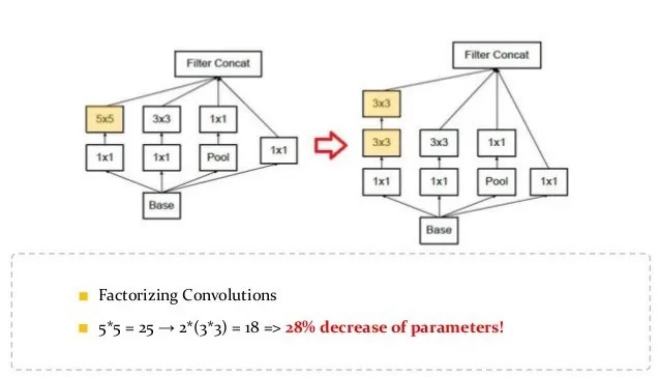 Filter Concat
5x5 3x3 1x1
1x1 1x1 Pool 1x1
Base
Filter Concat
3x3
3x3 3x3 1x1
1x1 1x1 Pool 1x1
Base
Factorizing Convolutions
5*5 = 25 → 2*(3*3) = 18 => 28% decrease of parameters!